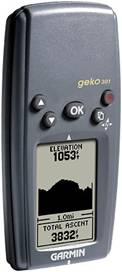 geko 301
OK
ELEVATION
1053ft
1.0mi
TOTAL ASCENT
3832ft
GARMIN